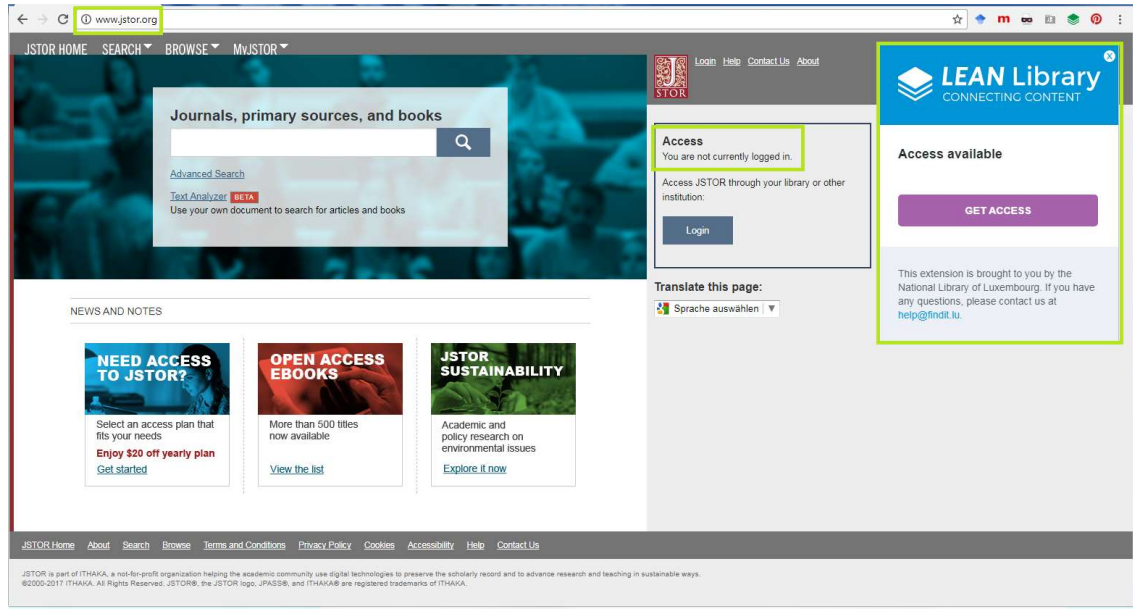 www.jstor.org
JSTOR HOME SEARCH BROWSE MyJSTOR
Journals, primary sources, and books
Advanced Search
Text Analyzer BETA
Use your own document to search for articles and books
JSTOR
Login Help Contact Us About
Access
You are not currently logged in.
Access JSTOR through your library or other
institution:
Login
Translate this page:
Sprache auswählen
LEAN Library
CONNECTING CONTENT
Access available
GET ACCESS
This extension is brought to you by the
National Library of Luxembourg. If you have
any questions, please contact us at
help@findit.lu.
NEWS AND NOTES
NEED ACCESS
TO JSTOR?
Select an access plan that
fits your needs
Enjoy $20 off yearly plan
Get started
OPEN ACCESS
EBOOKS
More than 500 titles
now available
View the list
JSTOR
SUSTAINABILITY
Academic and
policy research on
environmental issues
Explore it now
JSTOR Home About Search Browse Terms and Conditions Privacy Policy Cookies Accessibility Help Contact Us
JSTOR is part of ITHAKA, a not-for-profit organization helping the academic community use digital technologies to preserve the scholarly record and to advance research and teaching in sustainable ways.
©2000-2017 ITHAKA. All Rights Reserved. JSTOR®, the JSTOR logo, JPASS®, and ITHAKA® are registered trademarks of ITHAKA.